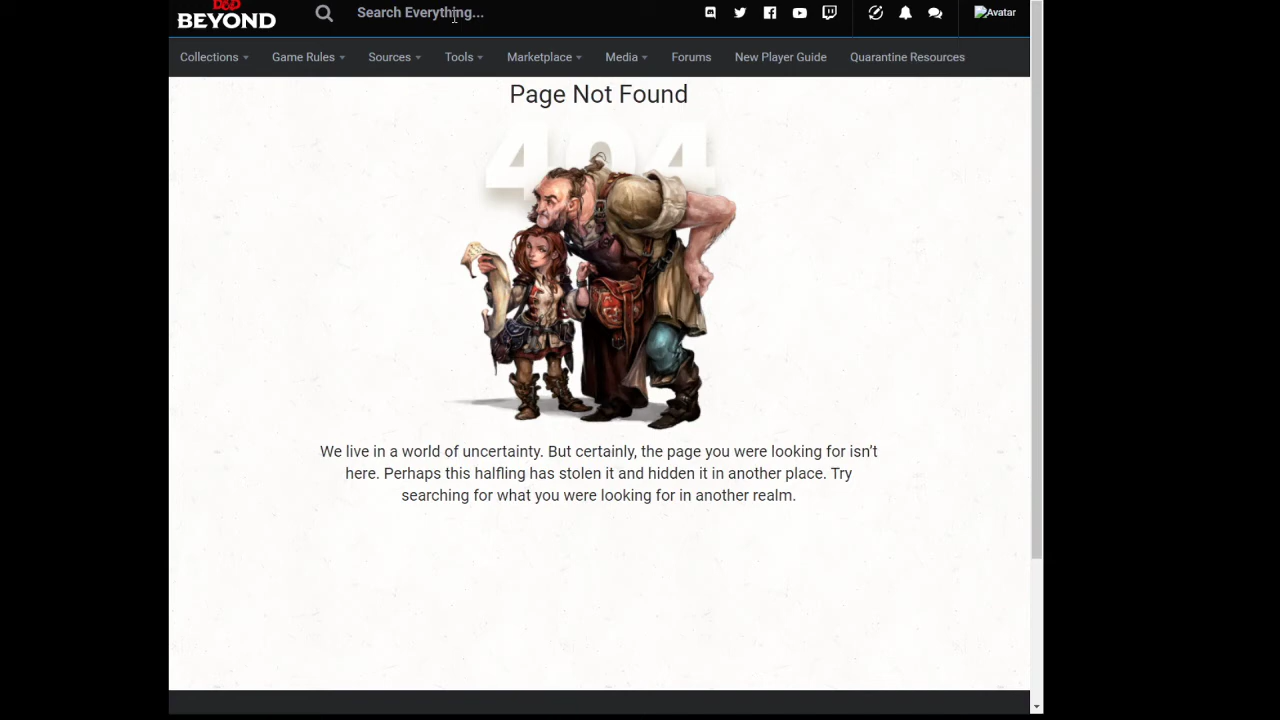 D&D
BEYOND
Search Everything...
Avatar
Collections
Game Rules
Sources
Tools
Marketplace
Media
Forums
New Player Guide
Quarantine Resources
Page Not Found
404
We live in a world of uncertainty. But certainly, the page you were looking for isn't
here. Perhaps this halfling has stolen it and hidden it in another place. Try
searching for what you were looking for in another realm.